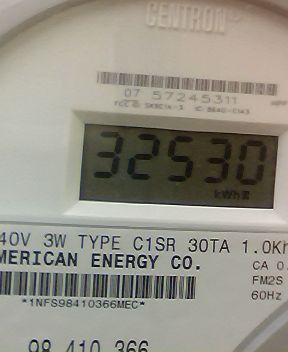 CENTRON
07 57245311
32530
kWh
40V 3W TYPE C1SR 30TA 1.0Kh
MERICAN ENERGY CO.
CA 0.
FM2S
*1NFS98410366MEC*
60Hz
98 410 366